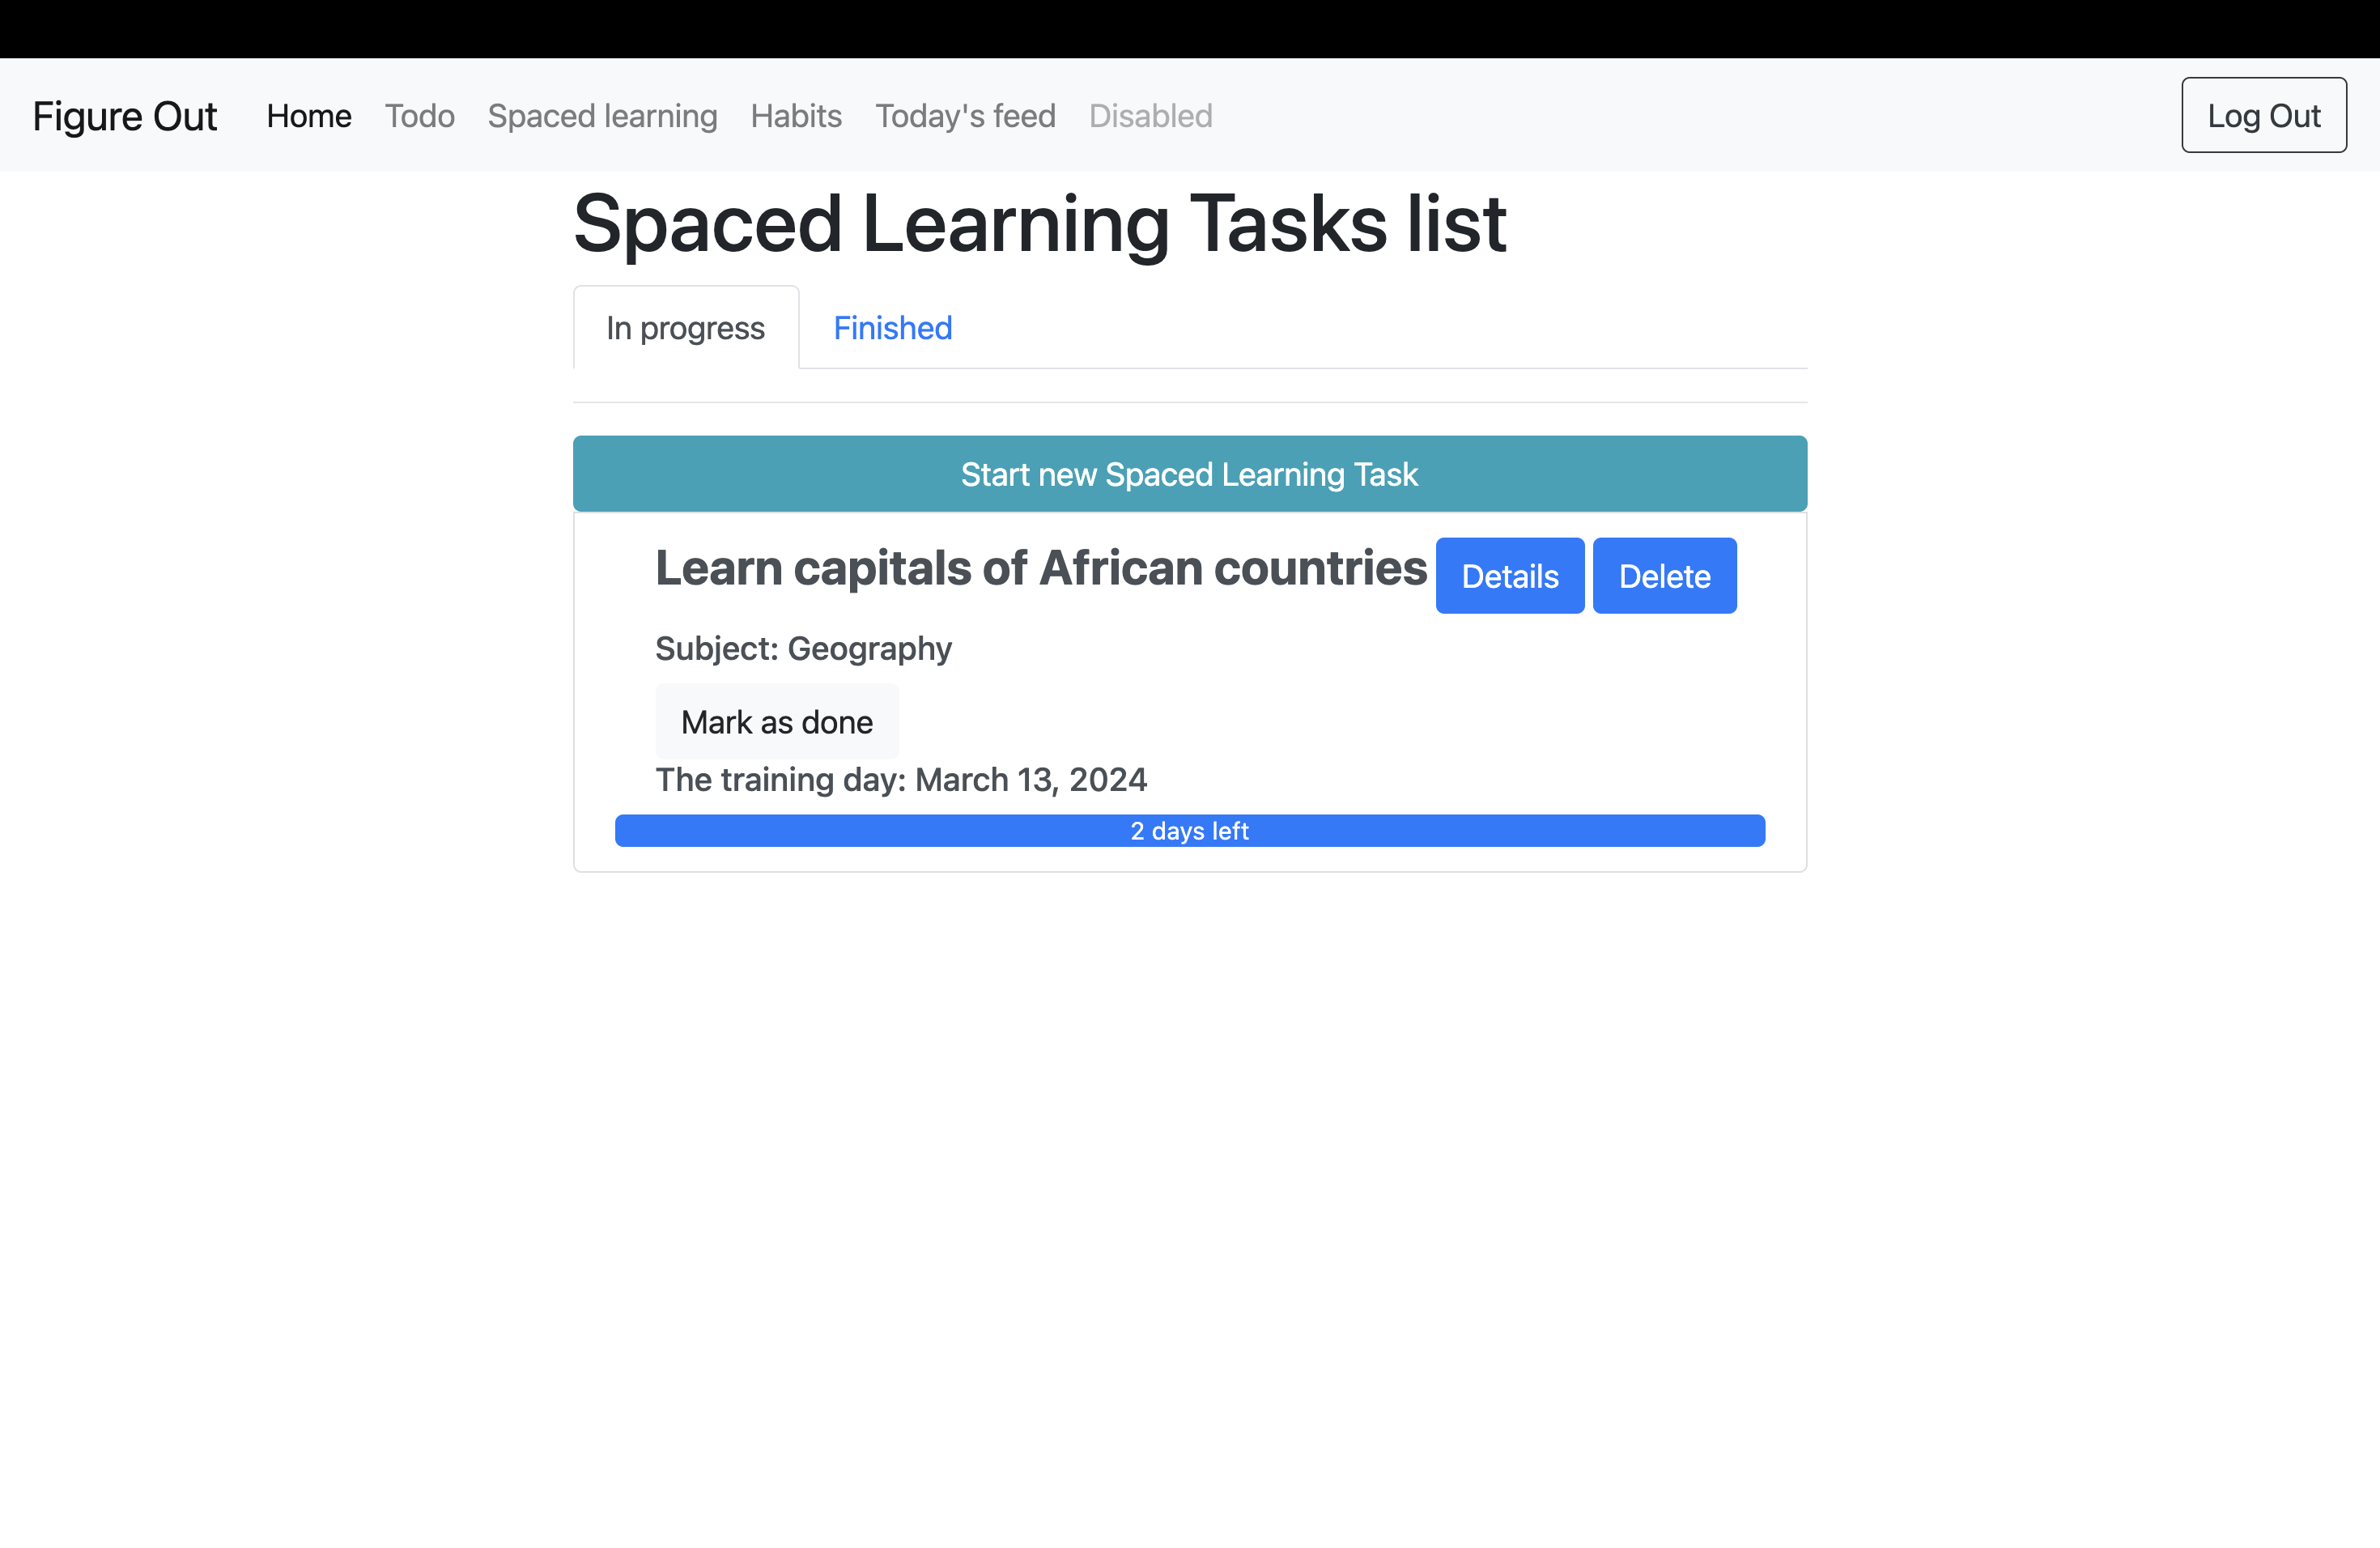 Figure Out Home Todo Spaced learning Habits Today's feed Disabled Log Out
Spaced Learning Tasks list
In progress Finished
Start new Spaced Learning Task
Learn capitals of African countries Details Delete
Subject: Geography
Mark as done
The training day: March 13, 2024
2 days left